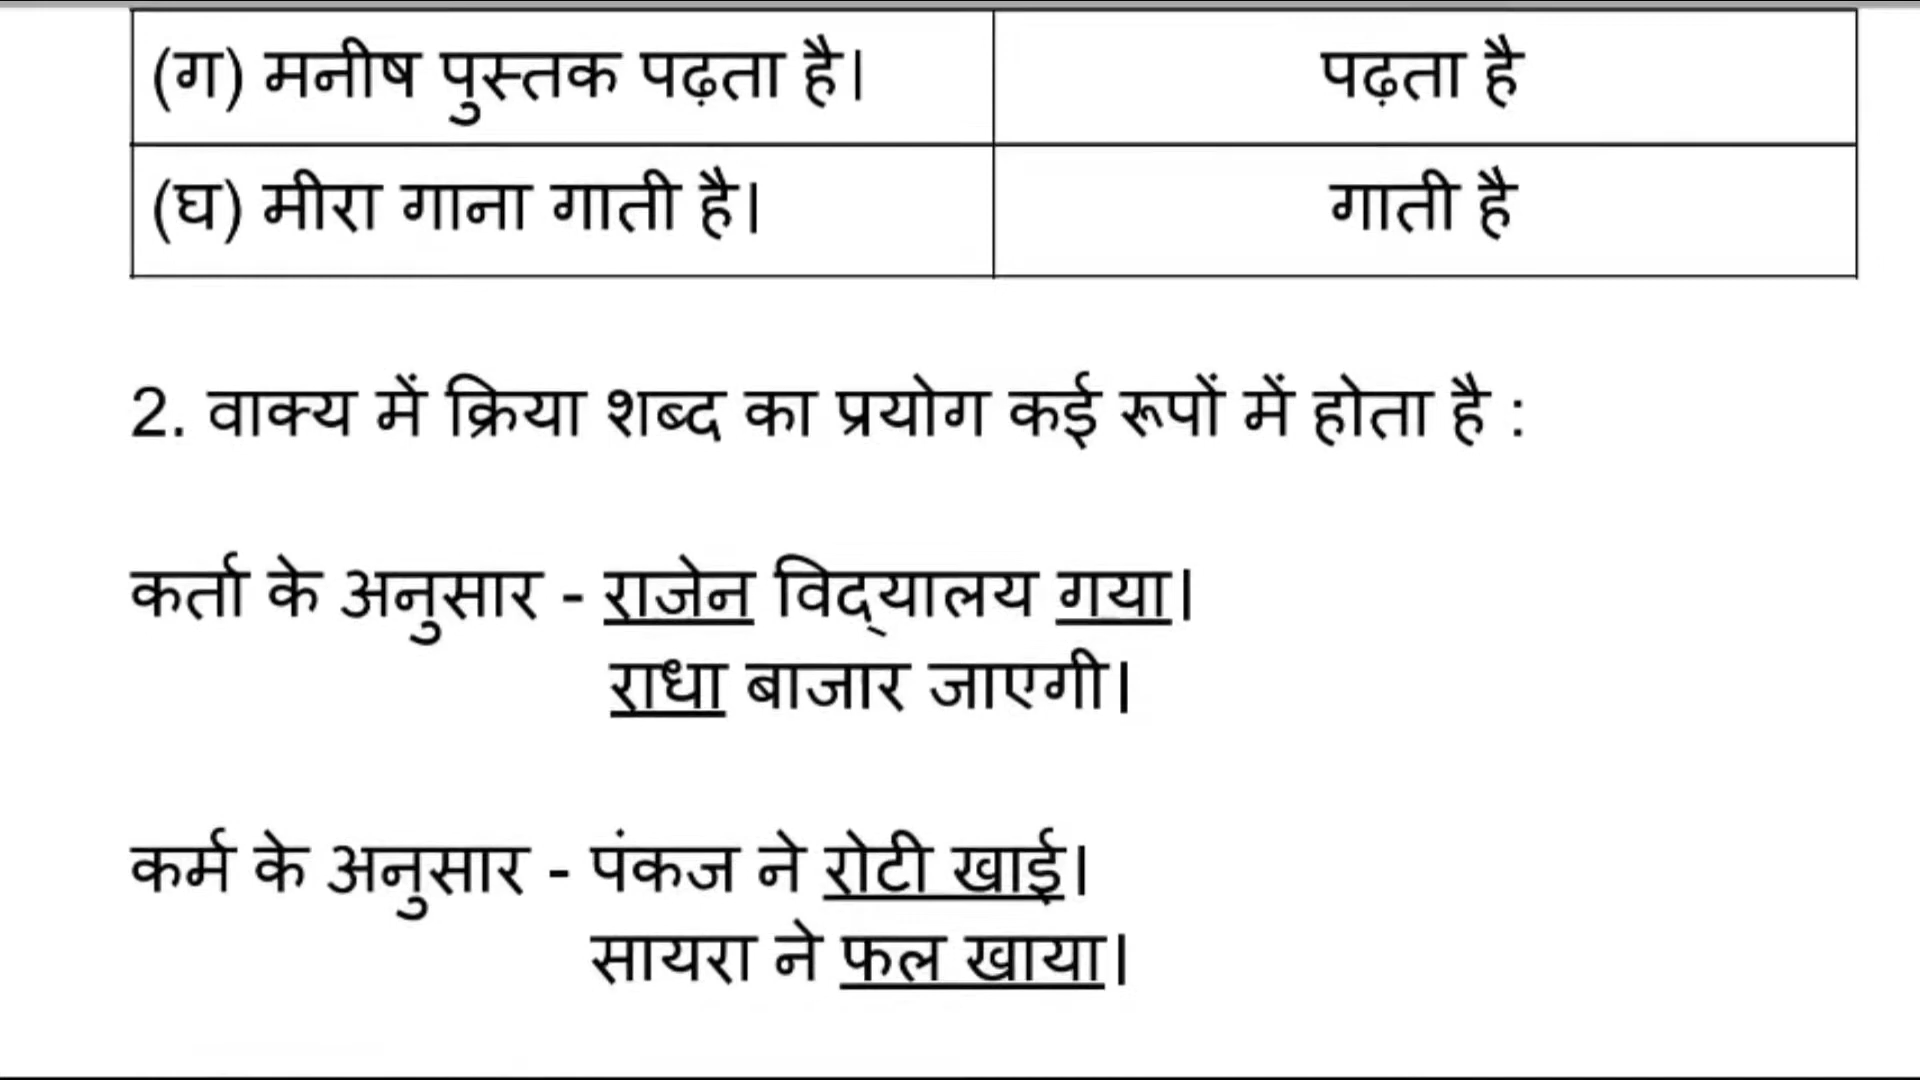 (ग) मनीष पुस्तक पढ़ता है। पढ़ता है
(घ) मीरा गाना गाती है। गाती है
2. वाक्य में क्रिया शब्द का प्रयोग कई रूपों में होता है :
कर्ता के अनुसार - राजेन विद्‌यालय गया।
राधा बाजार जाएगी।
कर्म के अनुसार - पंकज ने रोटी खाई।
सायरा ने फल खाया।